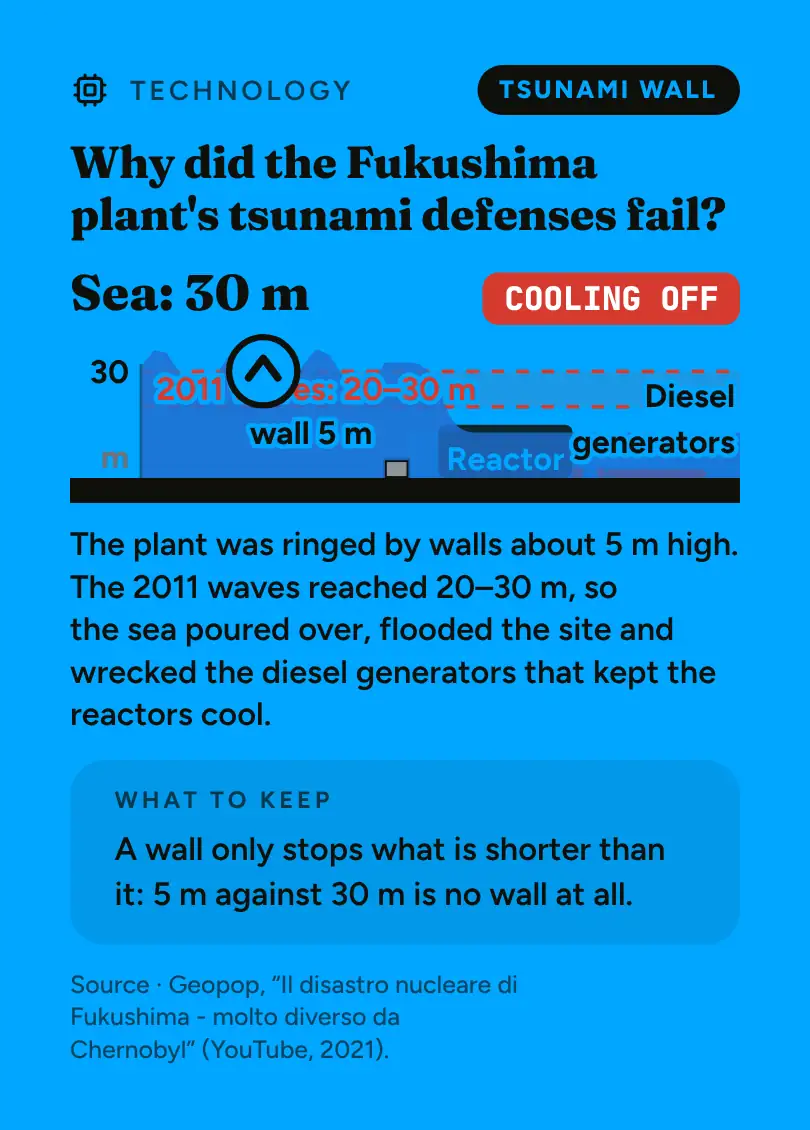 TECHNOLOGY
TSUNAMI WALL
Why did the Fukushima
plant's tsunami defenses fail?
Sea: 30 m
COOLING OFF
30
m
2011 es: 20–30 m
wall 5 m
Reactor
Diesel
generators
The plant was ringed by walls about 5 m high.
The 2011 waves reached 20–30 m, so
the sea poured over, flooded the site and
wrecked the diesel generators that kept the
reactors cool.
WHAT TO KEEP
A wall only stops what is shorter than
it: 5 m against 30 m is no wall at all.
Source · Geopop, “Il disastro nucleare di
Fukushima - molto diverso da
Chernobyl” (YouTube, 2021).